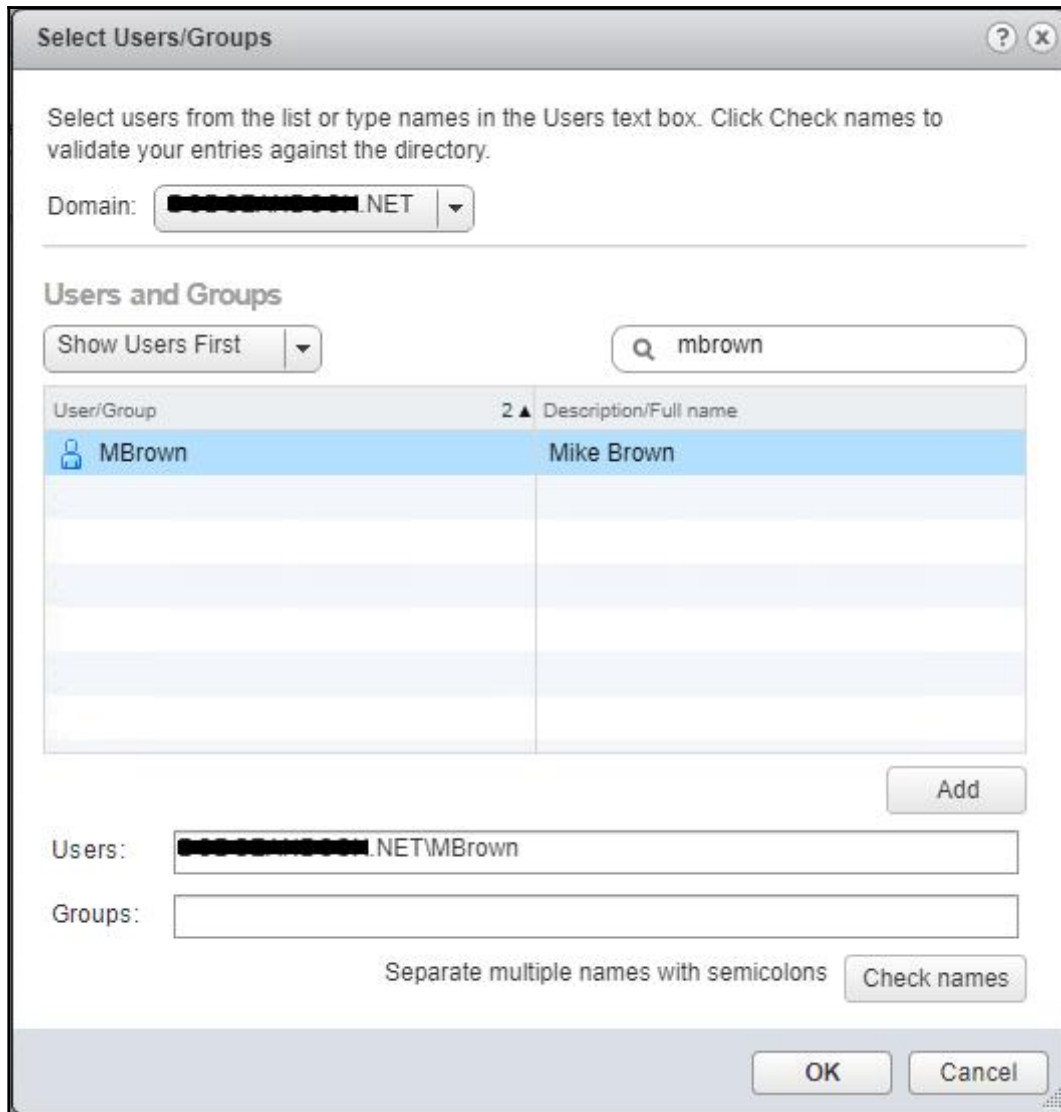 Select Users/Groups
Select users from the list or type names in the Users text box. Click Check names to
validate your entries against the directory.
Domain: .NET
Users and Groups
Show Users First mbrown
User/Group 2▲ Description/Full name
MBrown Mike Brown
Add
Users: .NET\MBrown
Groups:
Separate multiple names with semicolons Check names
OK Cancel